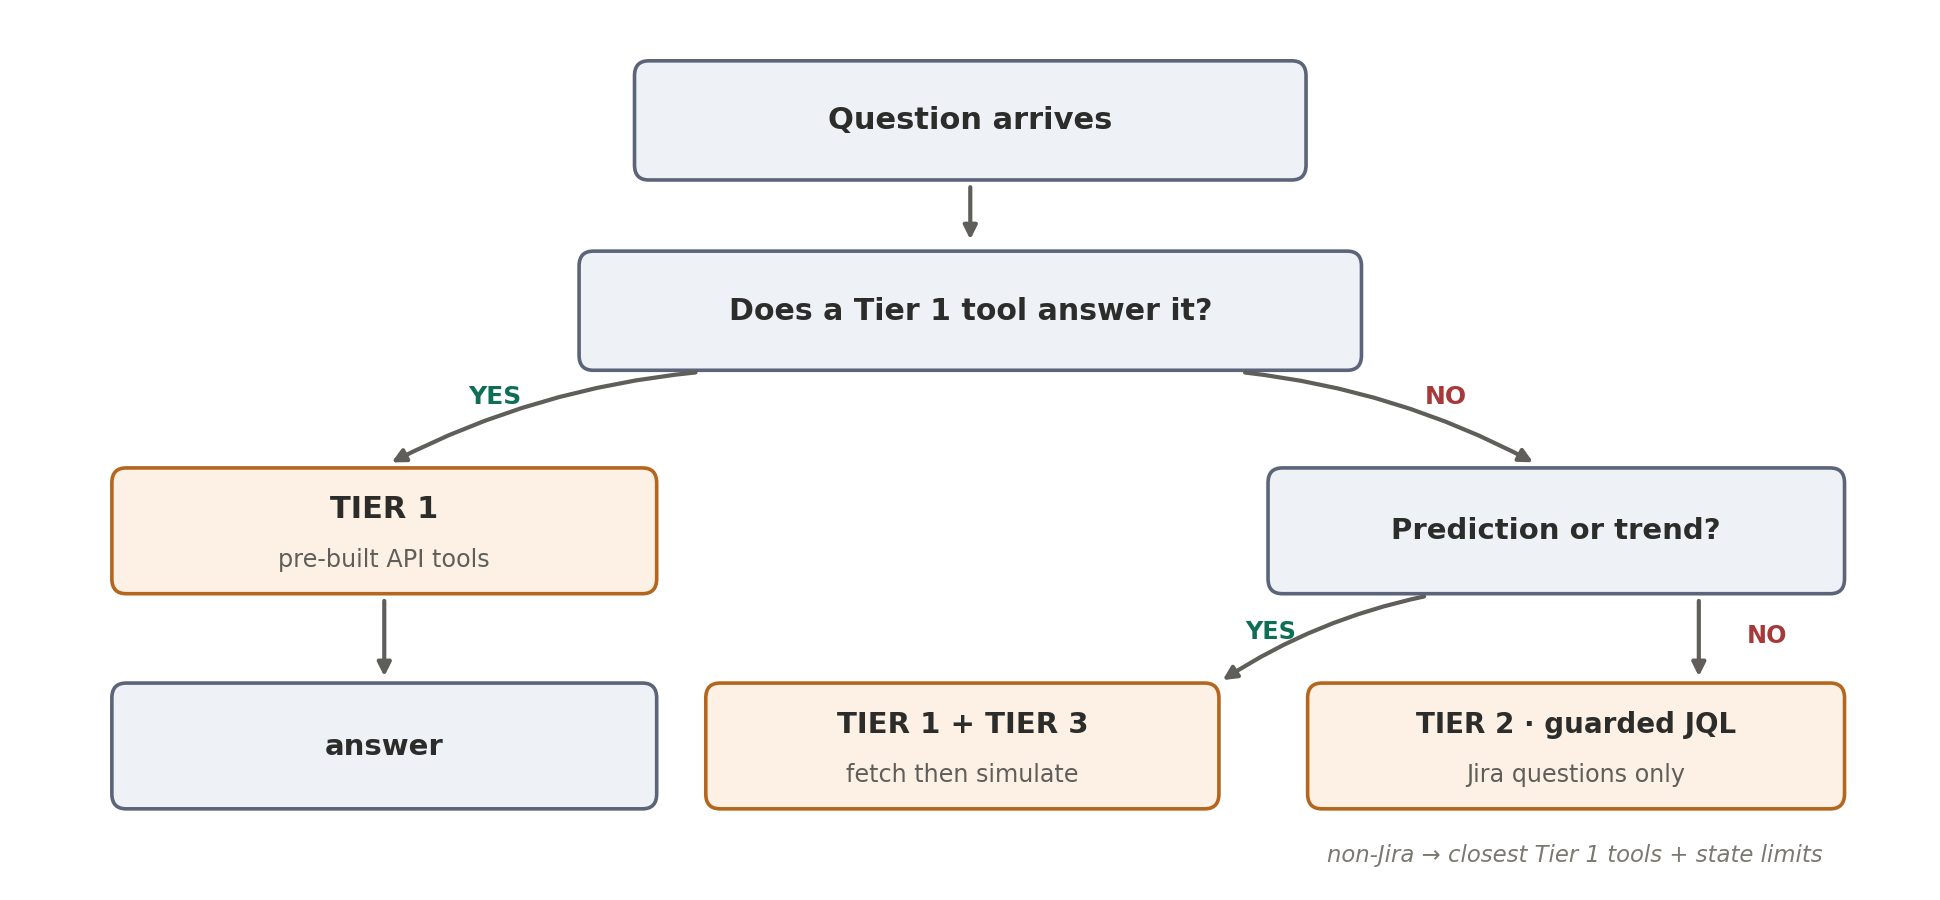 Question arrives
Does a Tier 1 tool answer it?
YES
NO
TIER 1
pre-built API tools
Prediction or trend?
YES
NO
answer
TIER 1 + TIER 3
fetch then simulate
TIER 2 · guarded JQL
Jira questions only
non-Jira → closest Tier 1 tools + state limits